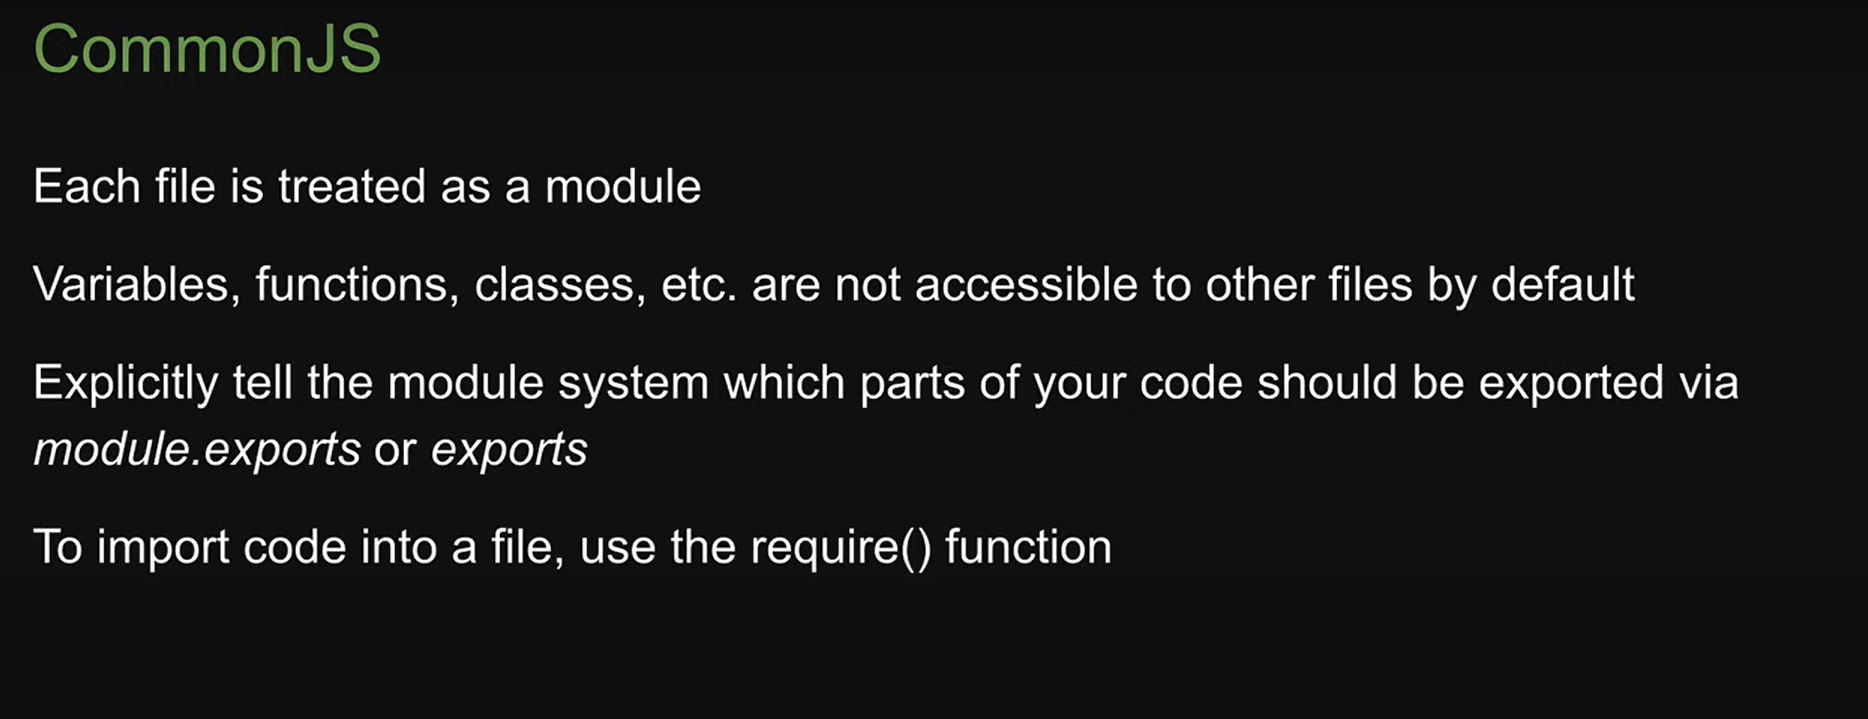 CommonJS
Each file is treated as a module
Variables, functions, classes, etc. are not accessible to other files by default
Explicitly tell the module system which parts of your code should be exported via
module.exports or exports
To import code into a file, use the require() function